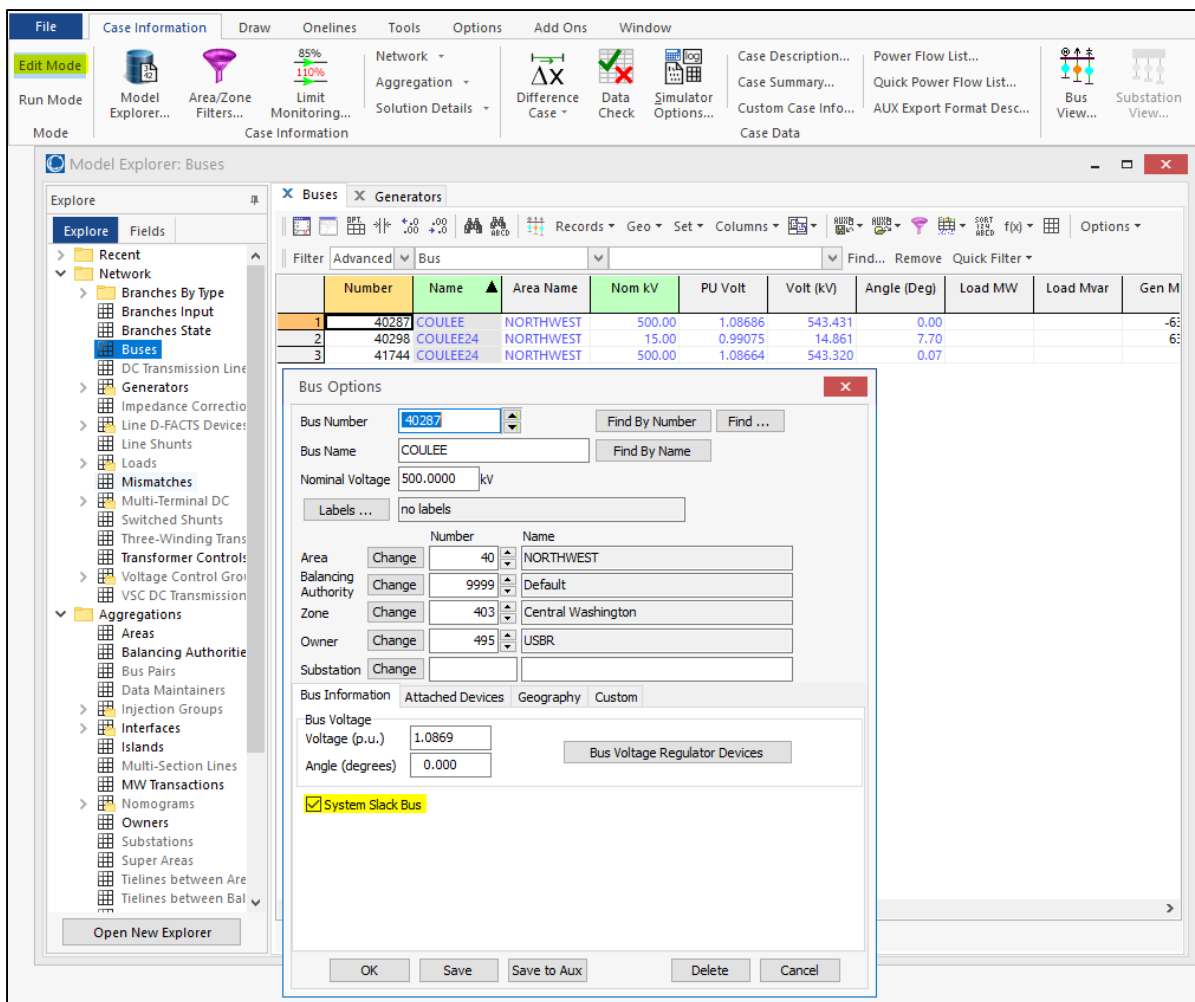 File Case Information Draw Onelines Tools Options Add Ons Window
Edit Mode
Run Mode
Mode
Model Explorer...
Area/Zone Filters...
85%
110%
Limit Monitoring...
Network
Aggregation
Solution Details
Case Information
ΔX
Difference Case
Data Check
log
Simulator Options...
Case Description...
Case Summary...
Custom Case Info...
Power Flow List...
Quick Power Flow List...
AUX Export Format Desc...
Case Data
Bus View...
Substation View...
Model Explorer: Buses
Explore
Explore Fields
Recent
Network
Branches By Type
Branches Input
Branches State
Buses
DC Transmission Line
Generators
Impedance Correctio
Line D-FACTS Devices
Line Shunts
Loads
Mismatches
Multi-Terminal DC
Switched Shunts
Three-Winding Trans
Transformer Controls
Voltage Control Grou
VSC DC Transmission
Aggregations
Areas
Balancing Authoritie
Bus Pairs
Data Maintainers
Injection Groups
Interfaces
Islands
Multi-Section Lines
MW Transactions
Nomograms
Owners
Substations
Super Areas
Tielines between Are
Tielines between Bal
Open New Explorer
X Buses X Generators
Records Geo Set Columns f(x) Options
Filter Advanced Bus Find... Remove Quick Filter
Number Name Area Name Nom kV PU Volt Volt (kV) Angle (Deg) Load MW Load Mvar Gen M
1 40287 COULEE NORTHWEST 500.00 1.08686 543.431 0.00 -63
2 40298 COULEE24 NORTHWEST 15.00 0.99075 14.861 7.70 63
3 41744 COULEE24 NORTHWEST 500.00 1.08664 543.320 0.07
Bus Options
Bus Number 40287 Find By Number Find ...
Bus Name COULEE Find By Name
Nominal Voltage 500.0000 kV
Labels ... no labels
Number Name
Area Change 40 NORTHWEST
Balancing Authority Change 9999 Default
Zone Change 403 Central Washington
Owner Change 495 USBR
Substation Change
Bus Information Attached Devices Geography Custom
Bus Voltage
Voltage (p.u.) 1.0869
Angle (degrees) 0.000
Bus Voltage Regulator Devices
System Slack Bus
OK Save Save to Aux Delete Cancel